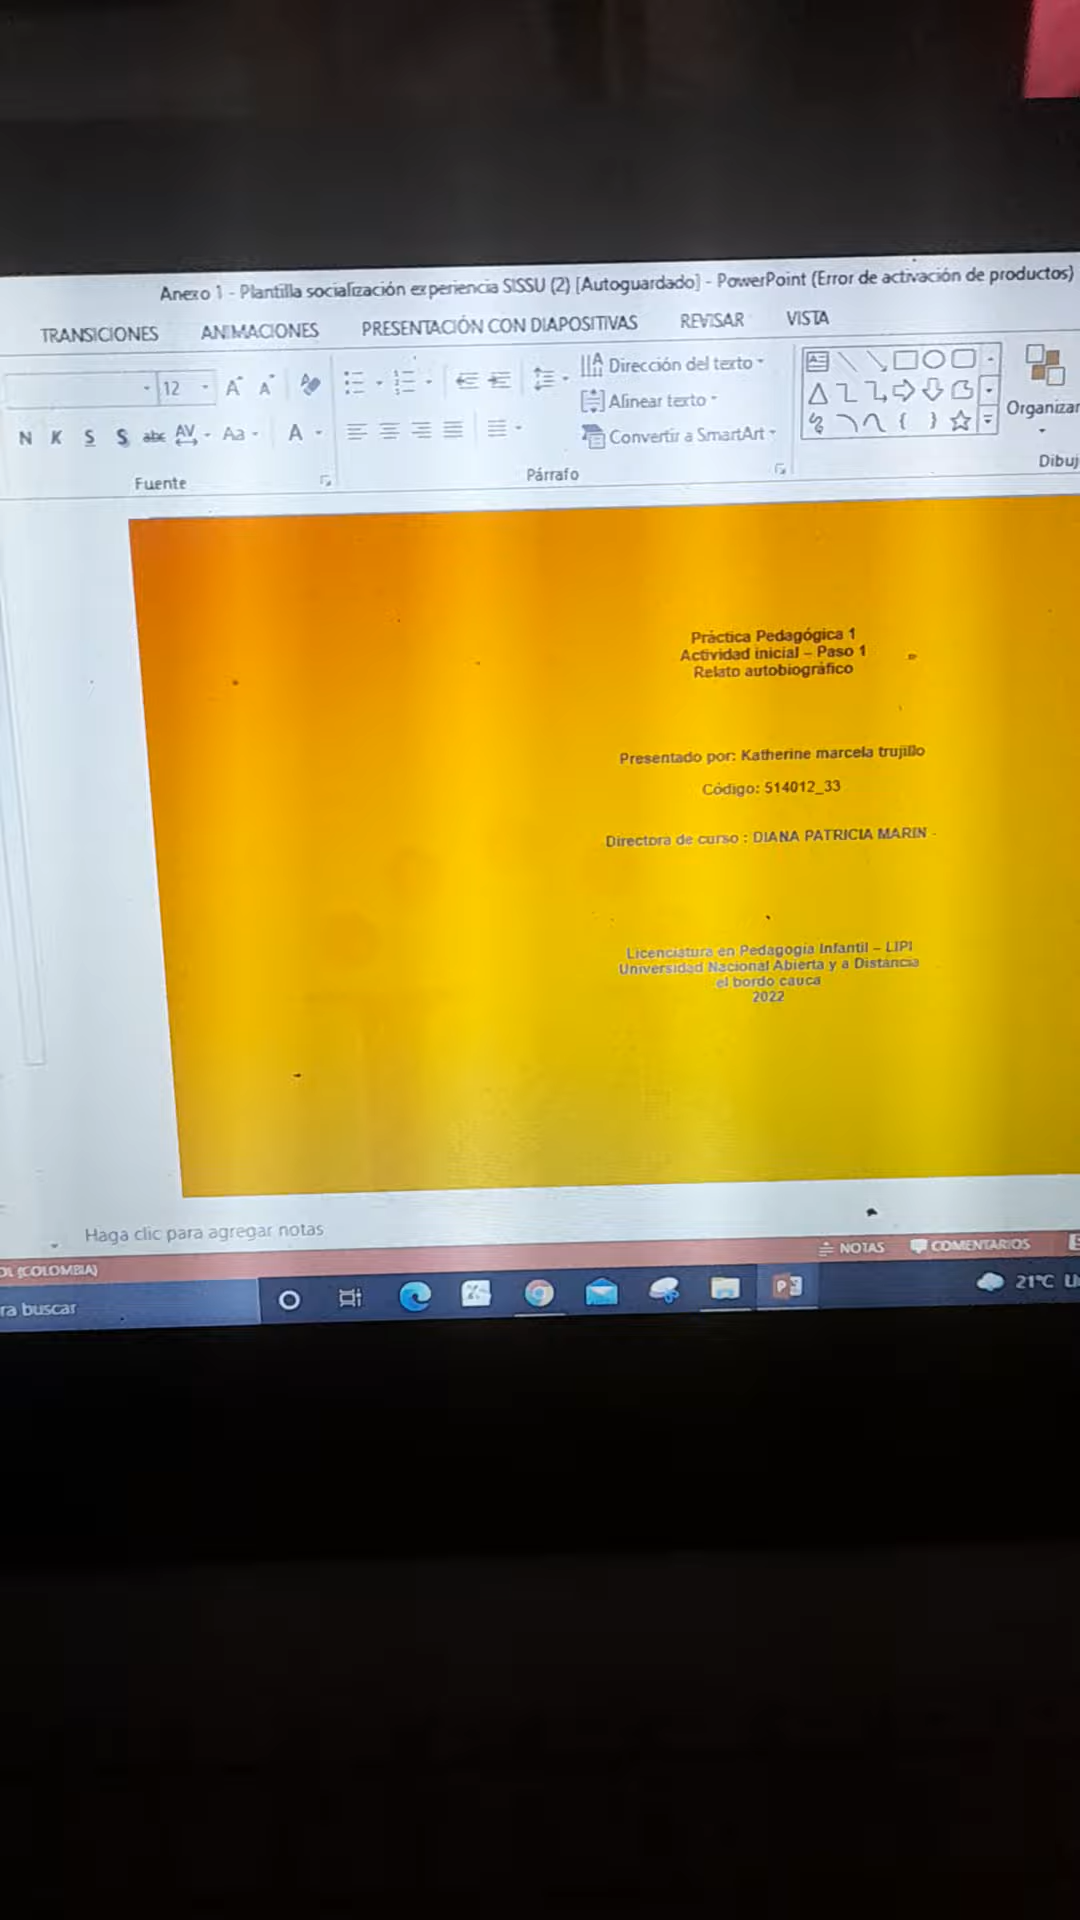 Anexo 1 - Plantilla socialización experiencia SISSU (2) [Autoguardado] - PowerPoint (Error de activación de productos)
TRANSICIONES ANIMACIONES PRESENTACIÓN CON DIAPOSITIVAS REVISAR VISTA
12 Dirección del texto
Alinear texto
Organizar
N K S S abc AV Aa A Convertir a SmartArt
Fuente Párrafo
Práctica Pedagógica 1
Actividad inicial – Paso 1
Relato autobiográfico
Presentado por: Katherine marcela trujillo
Código: 514012_33
Directora de curso : DIANA PATRICIA MARIN -
Licenciatura en Pedagogía Infantil – LIPI
Universidad Nacional Abierta y a Distancia
el bordo cauca
2022
Haga clic para agregar notas
NOTAS COMENTARIOS
(COLOMBIA)
ra buscar
21°C